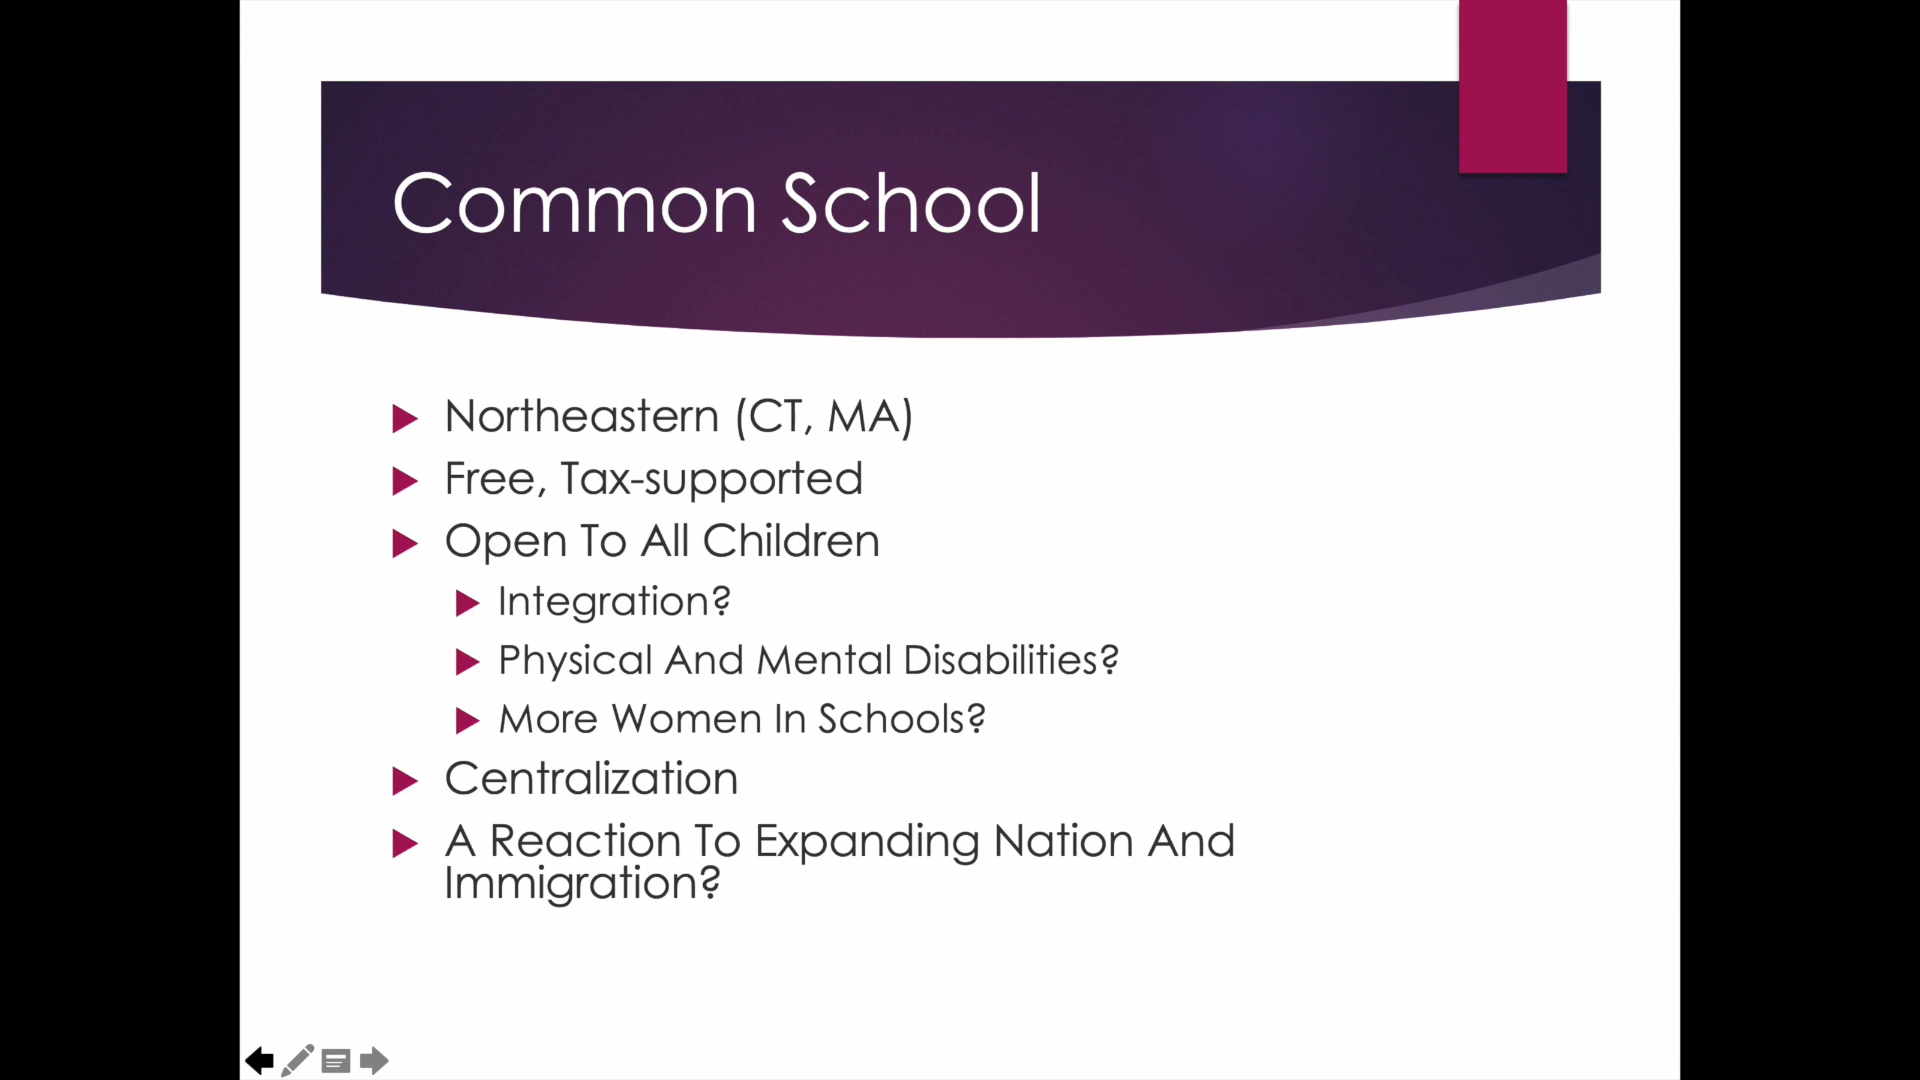 Common School
Northeastern (CT, MA)
Free, Tax-supported
Open To All Children
Integration?
Physical And Mental Disabilities?
More Women In Schools?
Centralization
A Reaction To Expanding Nation And
Immigration?